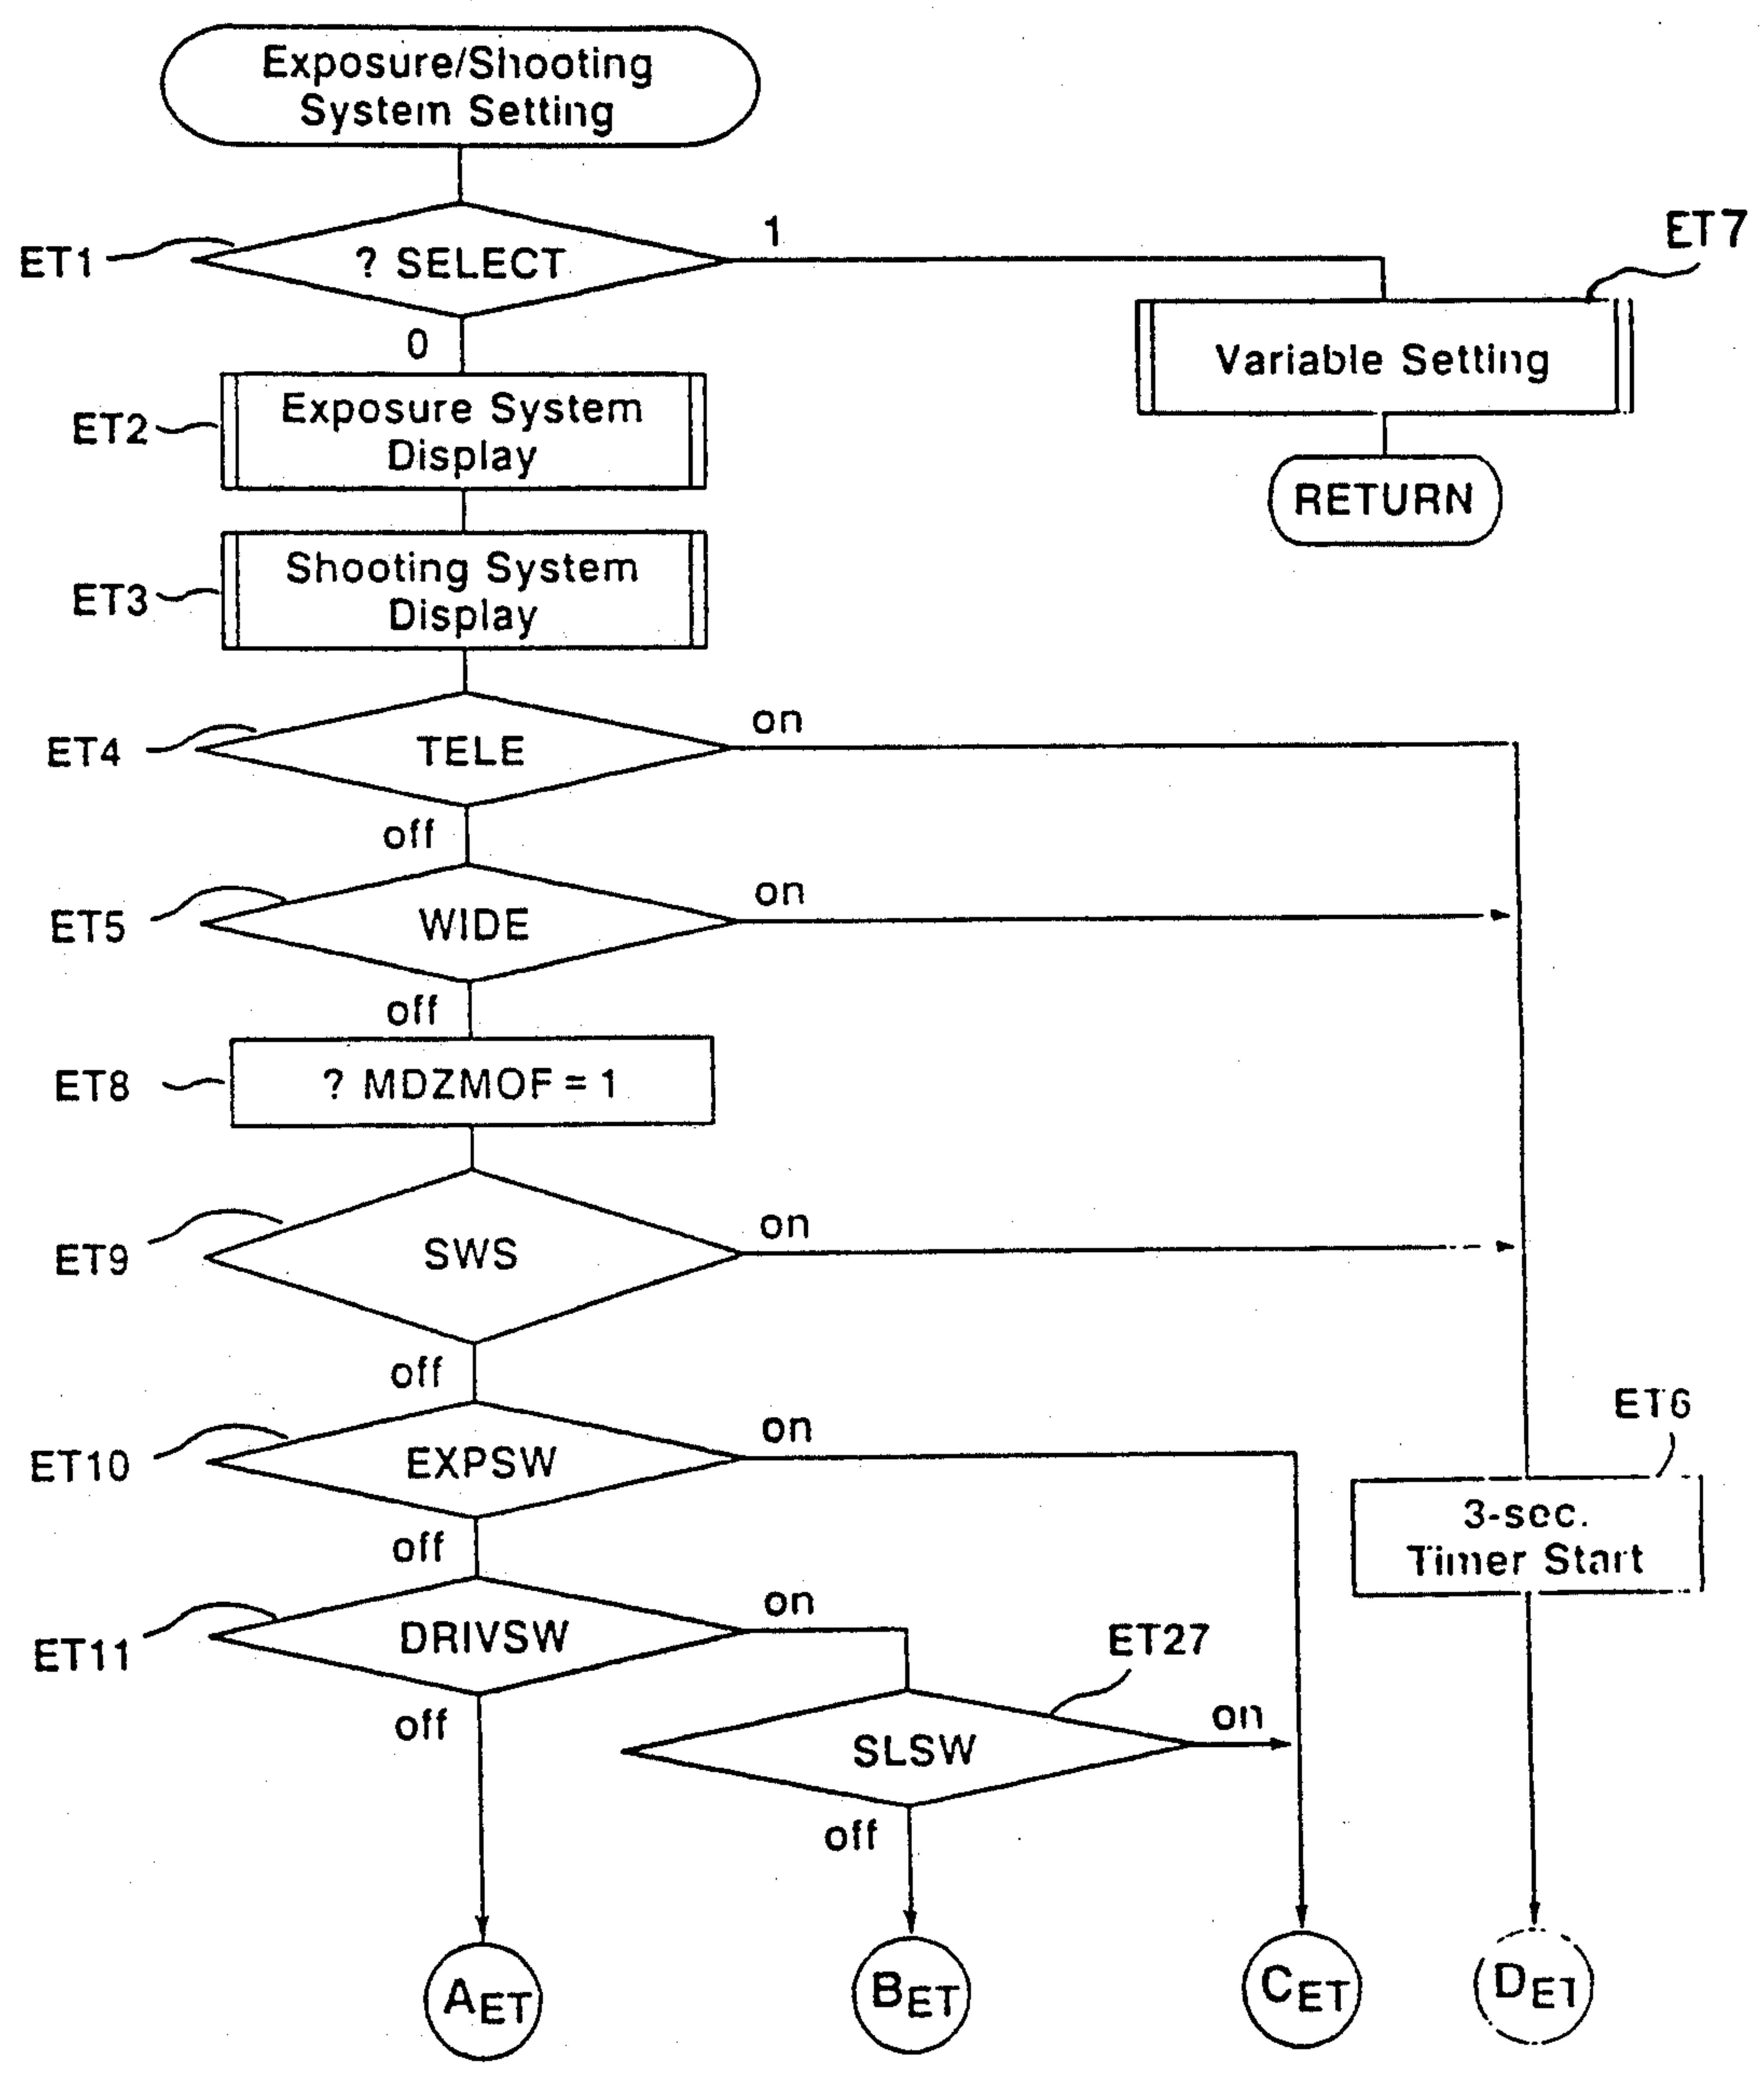 Exposure/Shooting
System Setting
ET1
? SELECT
1
0
ET7
Variable Setting
RETURN
ET2
Exposure System
Display
ET3
Shooting System
Display
ET4
TELE
on
off
ET5
WIDE
on
off
ET8
? MDZMOF = 1
ET9
SWS
on
off
ET10
EXPSW
on
off
ET6
3-sec.
Timer Start
ET11
DRIVSW
on
off
ET27
SLSW
on
off
AET
BET
CET
DET